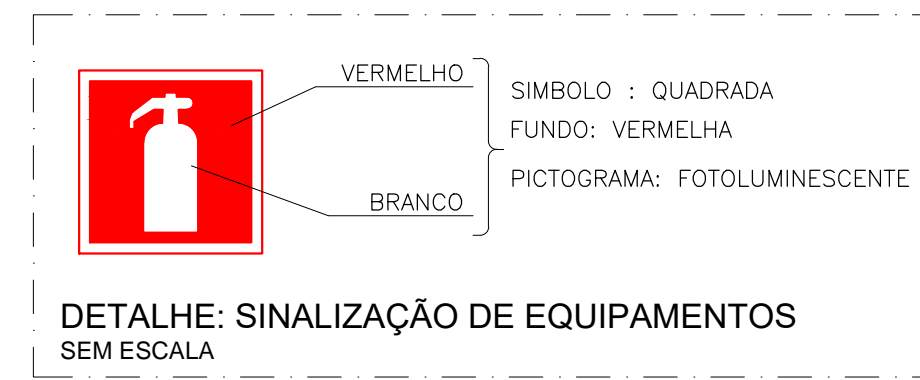 VERMELHO
BRANCO
SIMBOLO : QUADRADA
FUNDO: VERMELHA
PICTOGRAMA: FOTOLUMINESCENTE
DETALHE: SINALIZAÇÃO DE EQUIPAMENTOS
SEM ESCALA